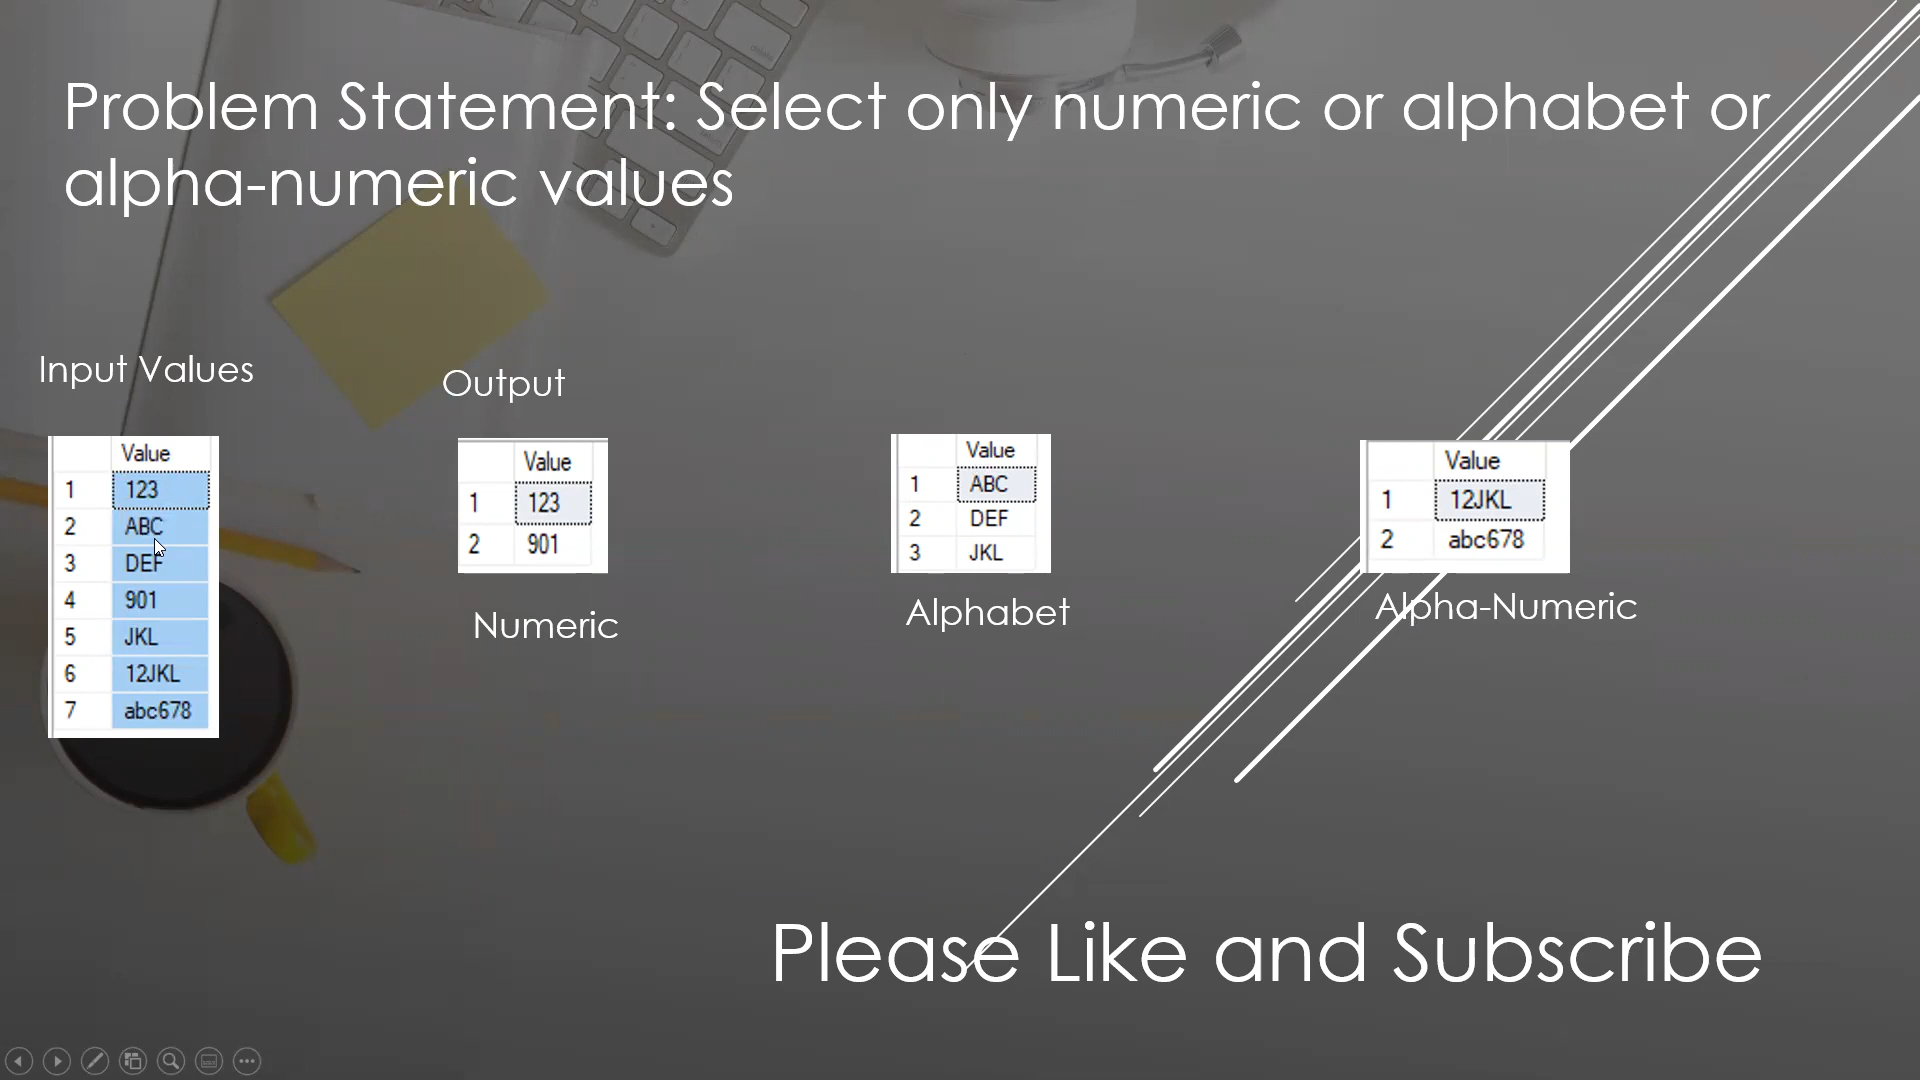 Problem Statement: Select only numeric or alphabet or
alpha-numeric values
Input Values
Value
1 123
2 ABC
3 DEF
4 901
5 JKL
6 12JKL
7 abc678
Output
Value
1 123
2 901
Numeric
Value
1 ABC
2 DEF
3 JKL
Alphabet
Value
1 12JKL
2 abc678
Alpha-Numeric
Please Like and Subscribe